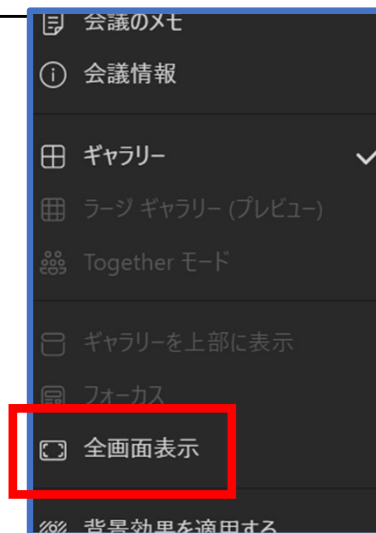 会議のメモ
会議情報
ギャラリー
ラージ ギャラリー (プレビュー)
Together モード
ギャラリーを上部に表示
フォーカス
全画面表示
背景効果を適用する